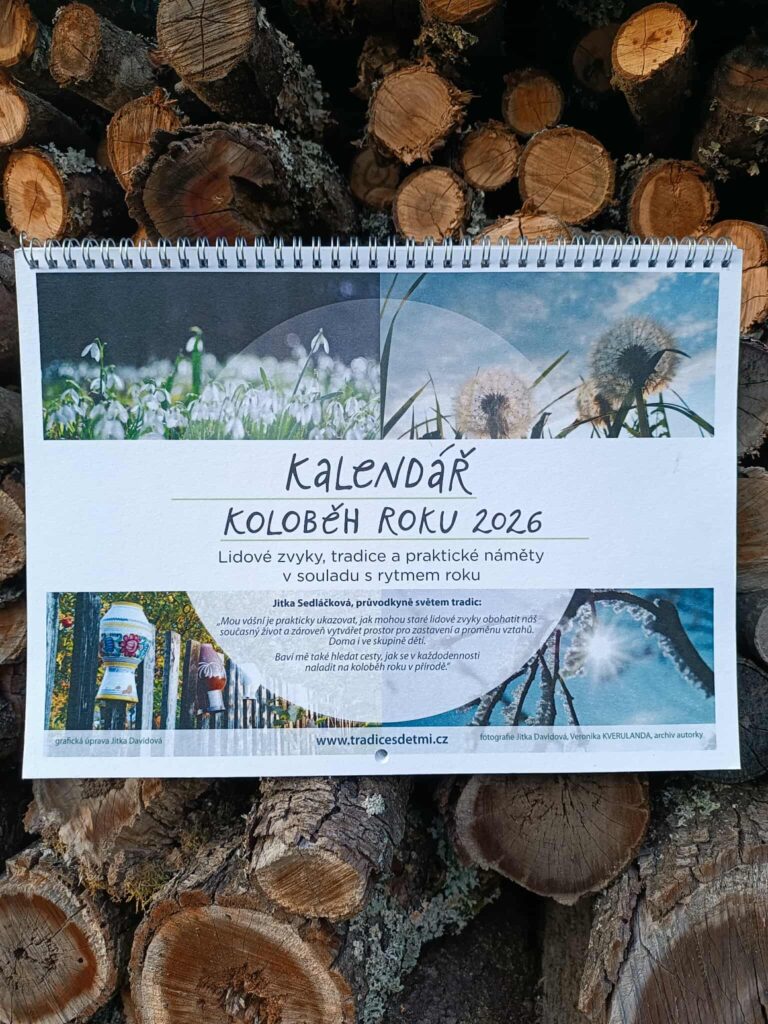 KALENDÁŘ
KOLOBĚH ROKU 2026
Lidové zvyky, tradice a praktické náměty
v souladu s rytmem roku
Jitka Sedláčková, průvodkyně světem tradic:
„Mou vášní je prakticky ukazovat, jak mohou staré lidové zvyky obohatit náš
současný život a zároveň vytvářet prostor pro zastavení a proměnu vztahů.
Doma i ve skupině dětí.
Baví mě také hledat cesty, jak se v každodennosti
naladit na koloběh roku v přírodě.“
grafická úprava Jitka Davidová
www.tradicesdetmi.cz
fotografie Jitka Davidová, Veronika KVERULANDA, archiv autorky